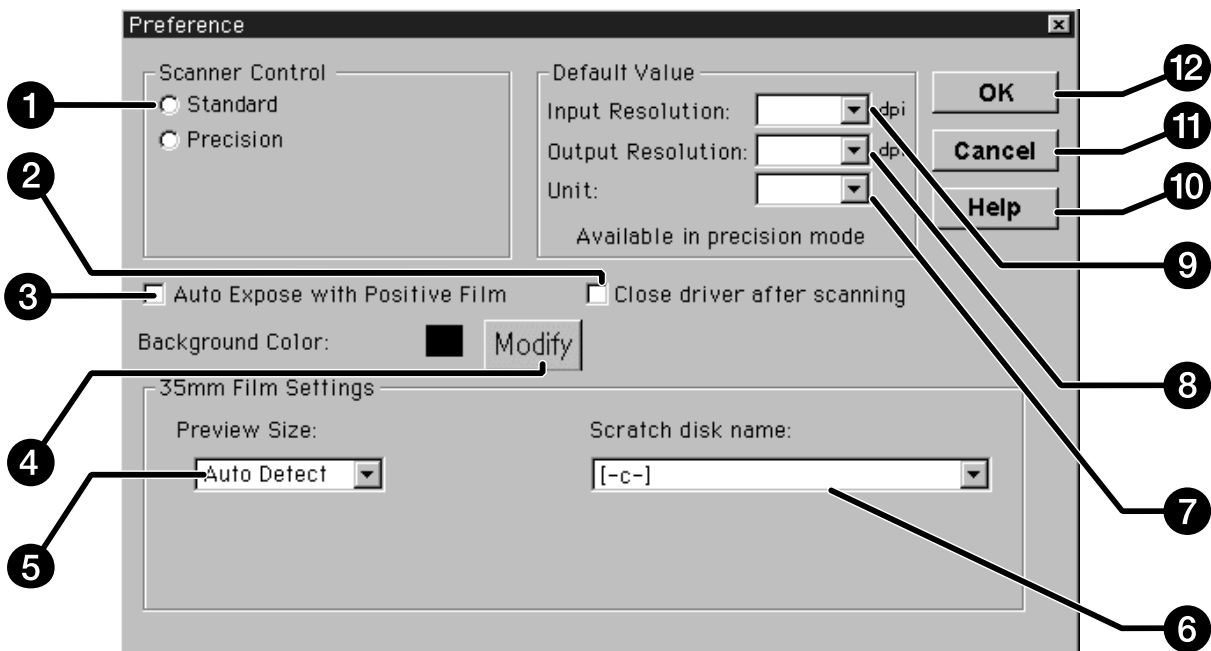 Preference
Scanner Control
Standard
Precision
Default Value
Input Resolution: dpi
Output Resolution: dp
Unit:
Available in precision mode
OK
Cancel
Help
Auto Expose with Positive Film
Close driver after scanning
Background Color:
Modify
35mm Film Settings
Preview Size:
Auto Detect
Scratch disk name:
[-c-]
1
2
3
4
5
6
7
8
9
10
11
12